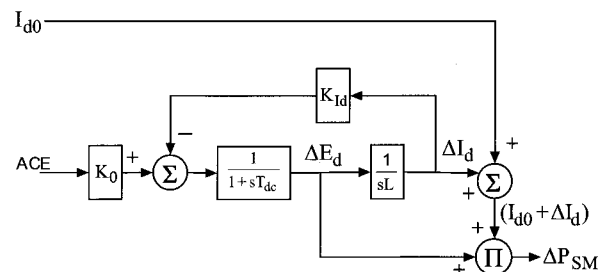 I_d0
K_Id
+
−
ACE
K_0
+
Σ
1
1 + sT_dc
ΔE_d
1
sL
ΔI_d
+
Σ
(I_d0 + ΔI_d)
+
+
Π
ΔP_SM